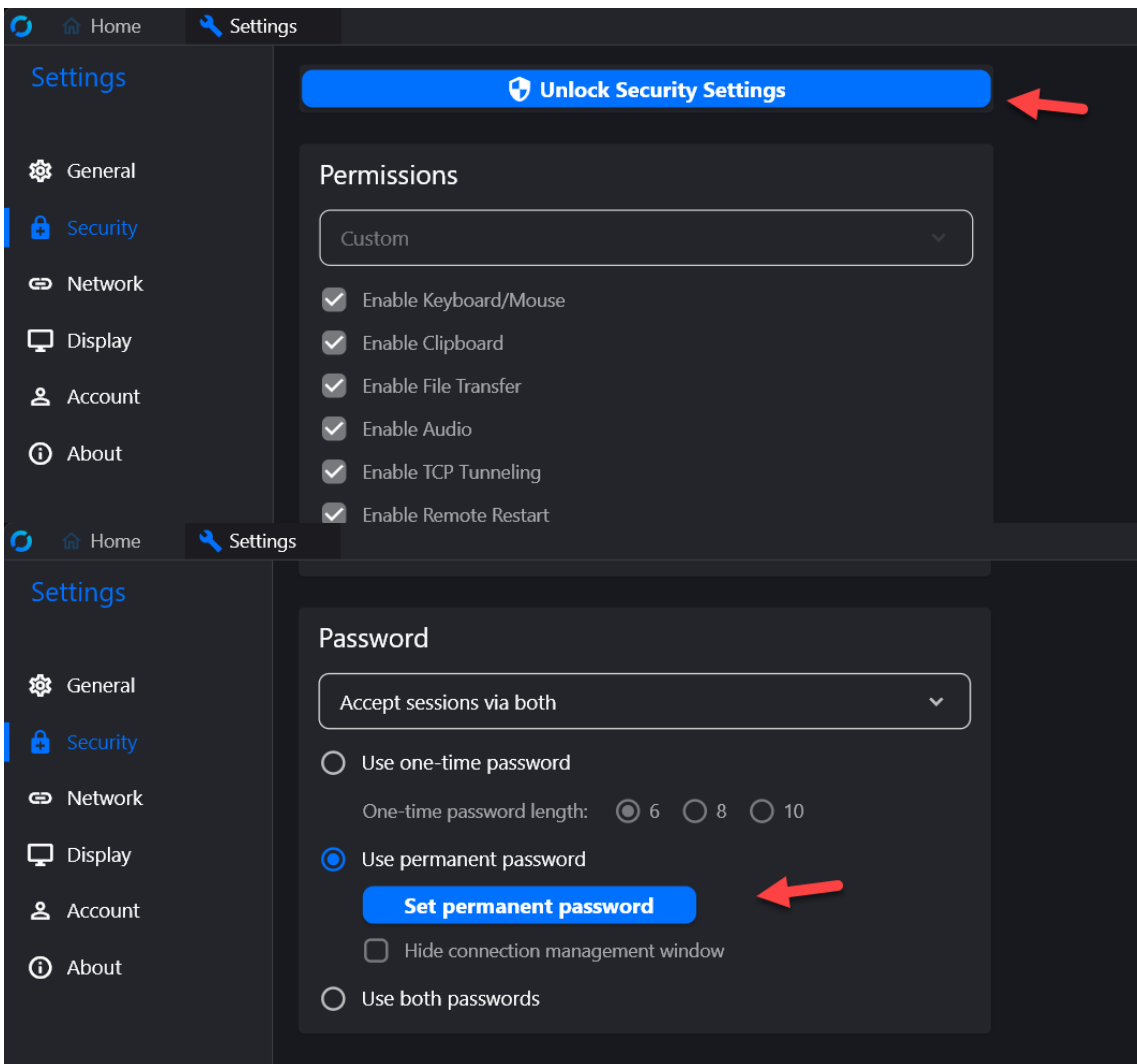 Home Settings
Settings
Unlock Security Settings
General
Security
Network
Display
Account
About
Permissions
Custom
Enable Keyboard/Mouse
Enable Clipboard
Enable File Transfer
Enable Audio
Enable TCP Tunneling
Enable Remote Restart
Home Settings
Settings
General
Security
Network
Display
Account
About
Password
Accept sessions via both
Use one-time password
One-time password length: 6 8 10
Use permanent password
Set permanent password
Hide connection management window
Use both passwords